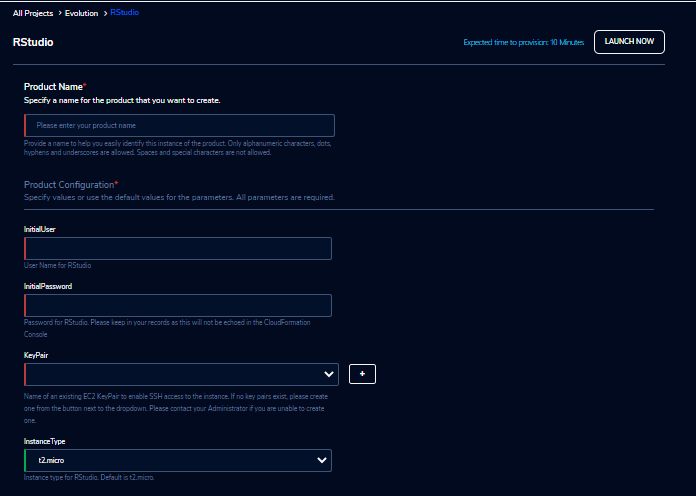 All Projects > Evolution > RStudio
RStudio
Expected time to provision: 10 Minutes
LAUNCH NOW
Product Name*
Specify a name for the product that you want to create.
Please enter your product name
Provide a name to help you easily identify this instance of the product. Only alphanumeric characters, dots,
hyphens and underscores are allowed. Spaces and special characters are not allowed.
Product Configuration*
Specify values or use the default values for the parameters. All parameters are required.
InitialUser
User Name for RStudio
InitialPassword
Password for RStudio. Please keep in your records as this will not be echoed in the CloudFormation
Console
KeyPair
+
Name of an existing EC2 KeyPair to enable SSH access to the instance. If no key pairs exist, please create
one from the button next to the dropdown. Please contact your Administrator if you are unable to create
one.
InstanceType
t2.micro
Instance type for RStudio. Default is t2.micro.